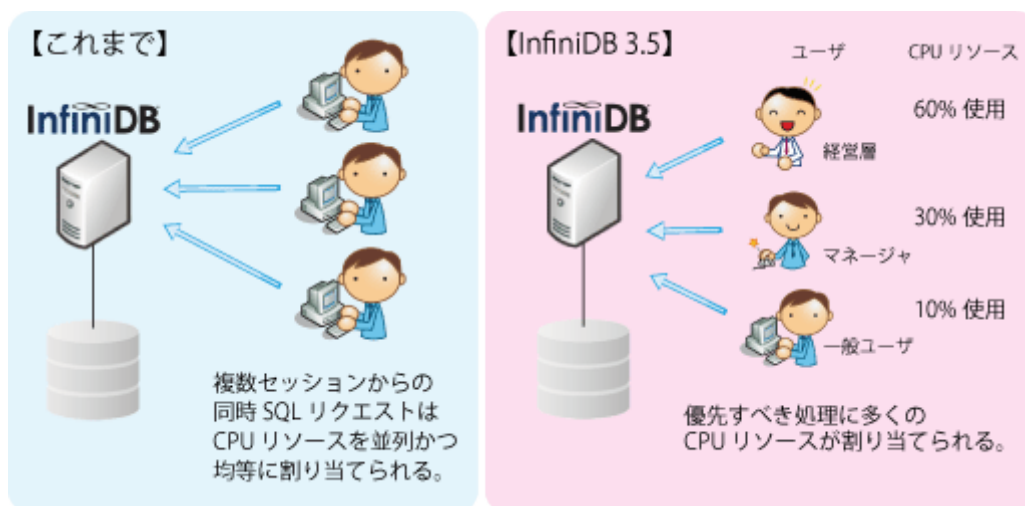 【これまで】
InfiniDB
複数セッションからの
同時 SQL リクエストは
CPU リソースを並列かつ
均等に割り当てられる。
【InfiniDB 3.5】
ユーザ CPU リソース
InfiniDB
経営層 60% 使用
マネージャ 30% 使用
一般ユーザ 10% 使用
優先すべき処理に多くの
CPU リソースが割り当てられる。